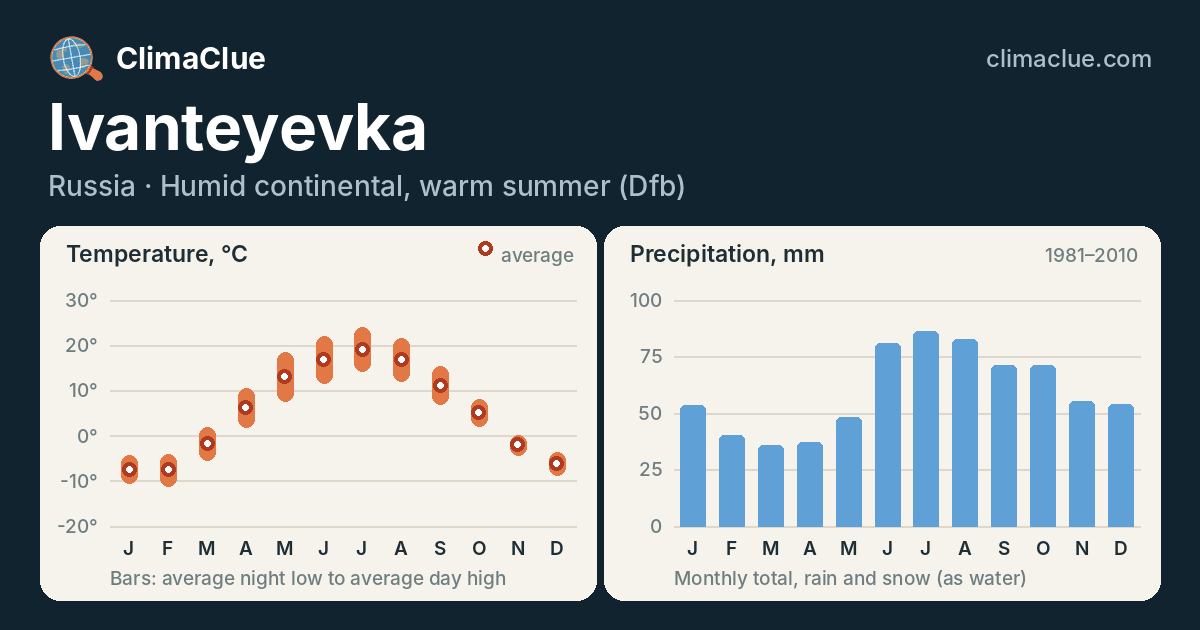 ClimaClue
climaclue.com
Ivanteyevka
Russia · Humid continental, warm summer (Dfb)
Temperature, °C
average
30°
20°
10°
0°
-10°
-20°
J F M A M J J A S O N D
Bars: average night low to average day high
Precipitation, mm
1981–2010
100
75
50
25
0
J F M A M J J A S O N D
Monthly total, rain and snow (as water)